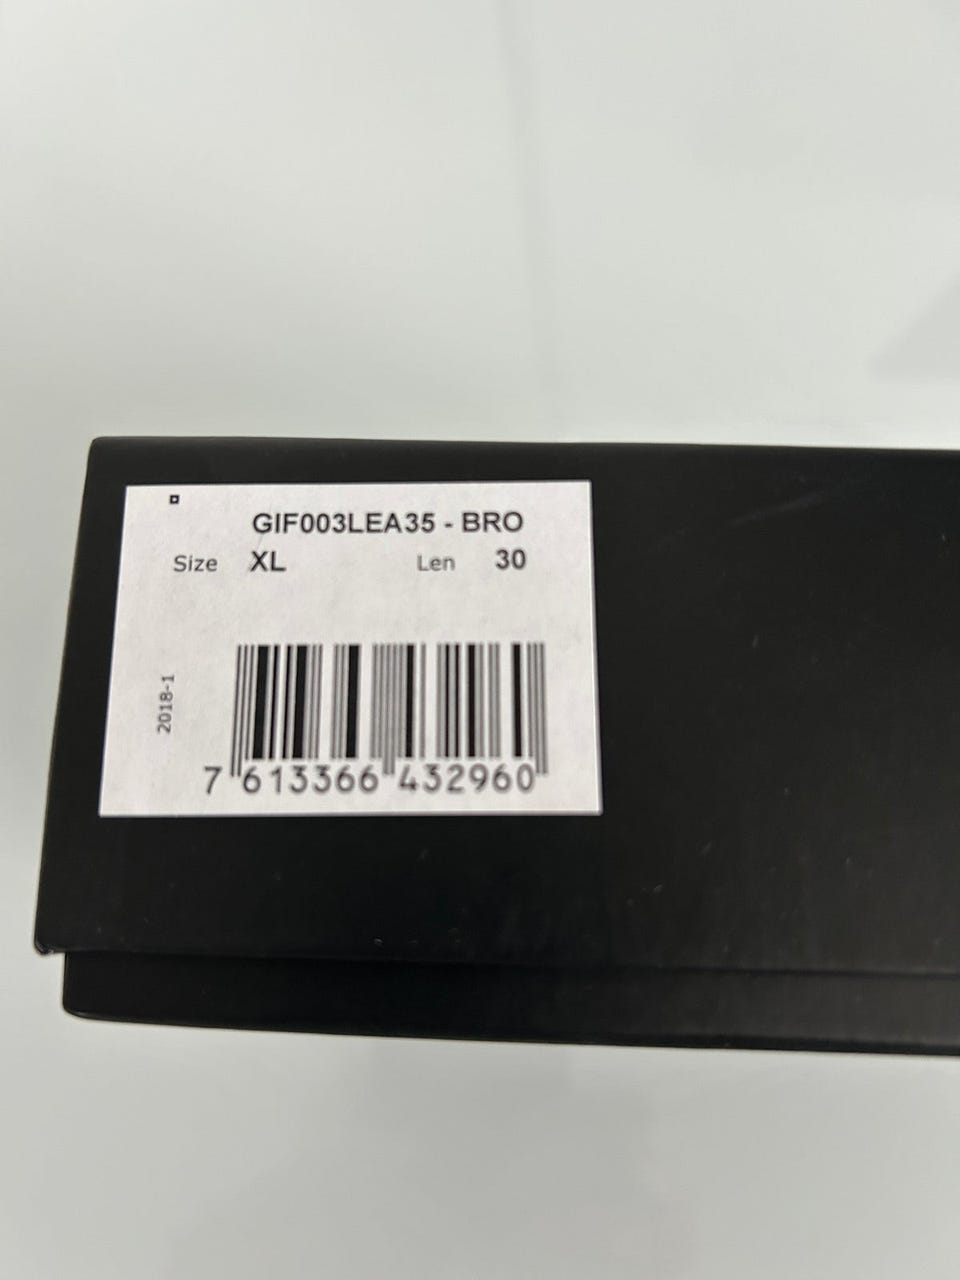 GIF003LEA35 - BRO
Size XL Len 30
2018-1
7 613366 432960